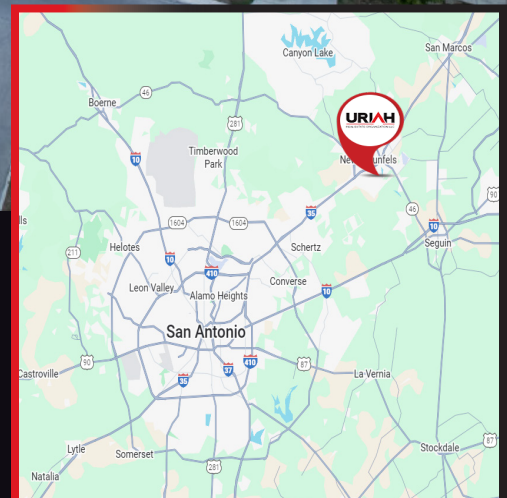 Canyon Lake
San Marcos
46
Boerne
URIAH
281
Timberwood
Park
10
New Braunfels
90
1604
1604
35
46
10
Helotes
211
10
410
Schertz
Seguin
Leon Valley
Alamo Heights
Converse
10
San Antonio
90
87
410
37
35
Castroville
La Vernia
Lytle
Somerset
281
Stockdale
87
Natalia